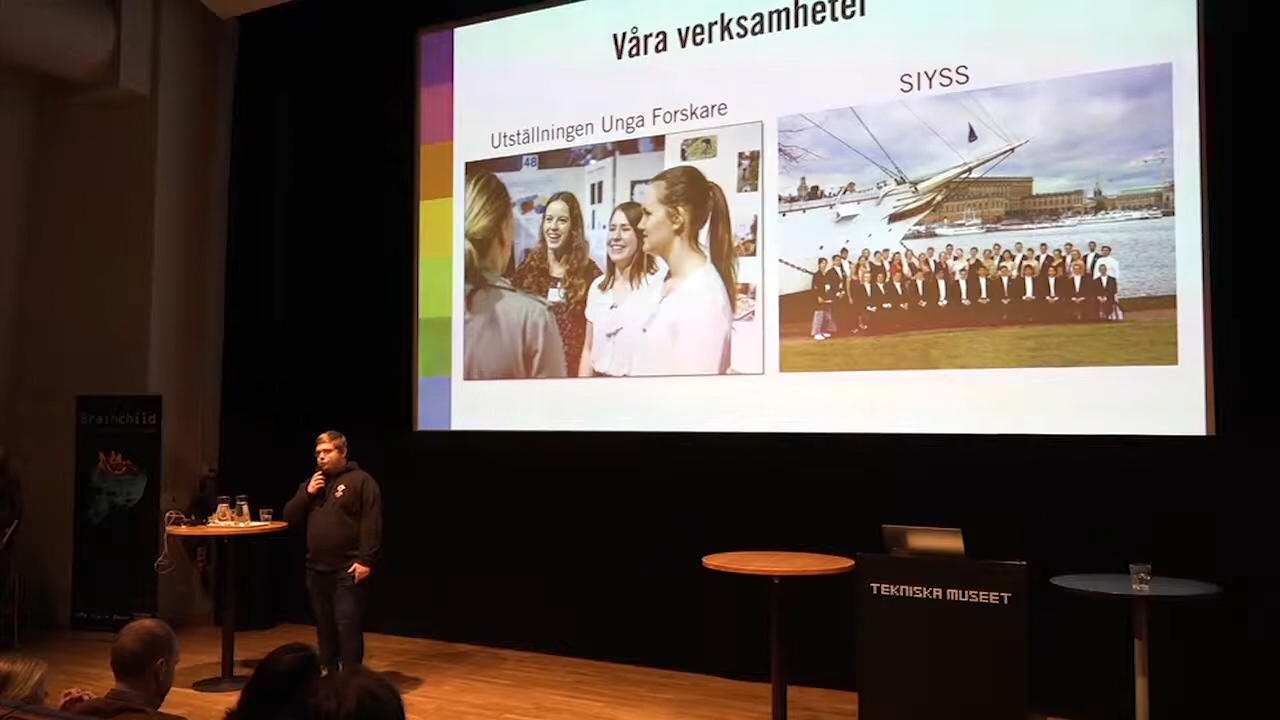 Våra verksamheter
SIYSS
Utställningen Unga Forskare
48
Brainchild
TEKNISKA MUSEET